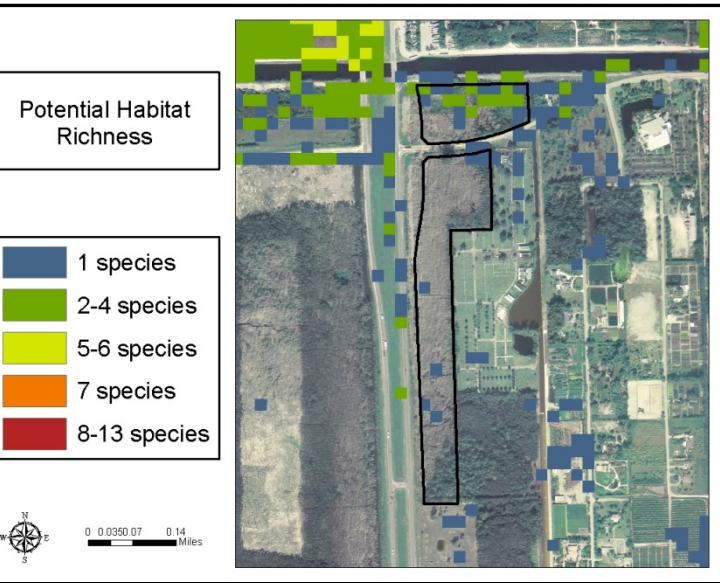 Potential Habitat
Richness
1 species
2-4 species
5-6 species
7 species
8-13 species
N
W E
S
0 0.0350.07 0.14
Miles